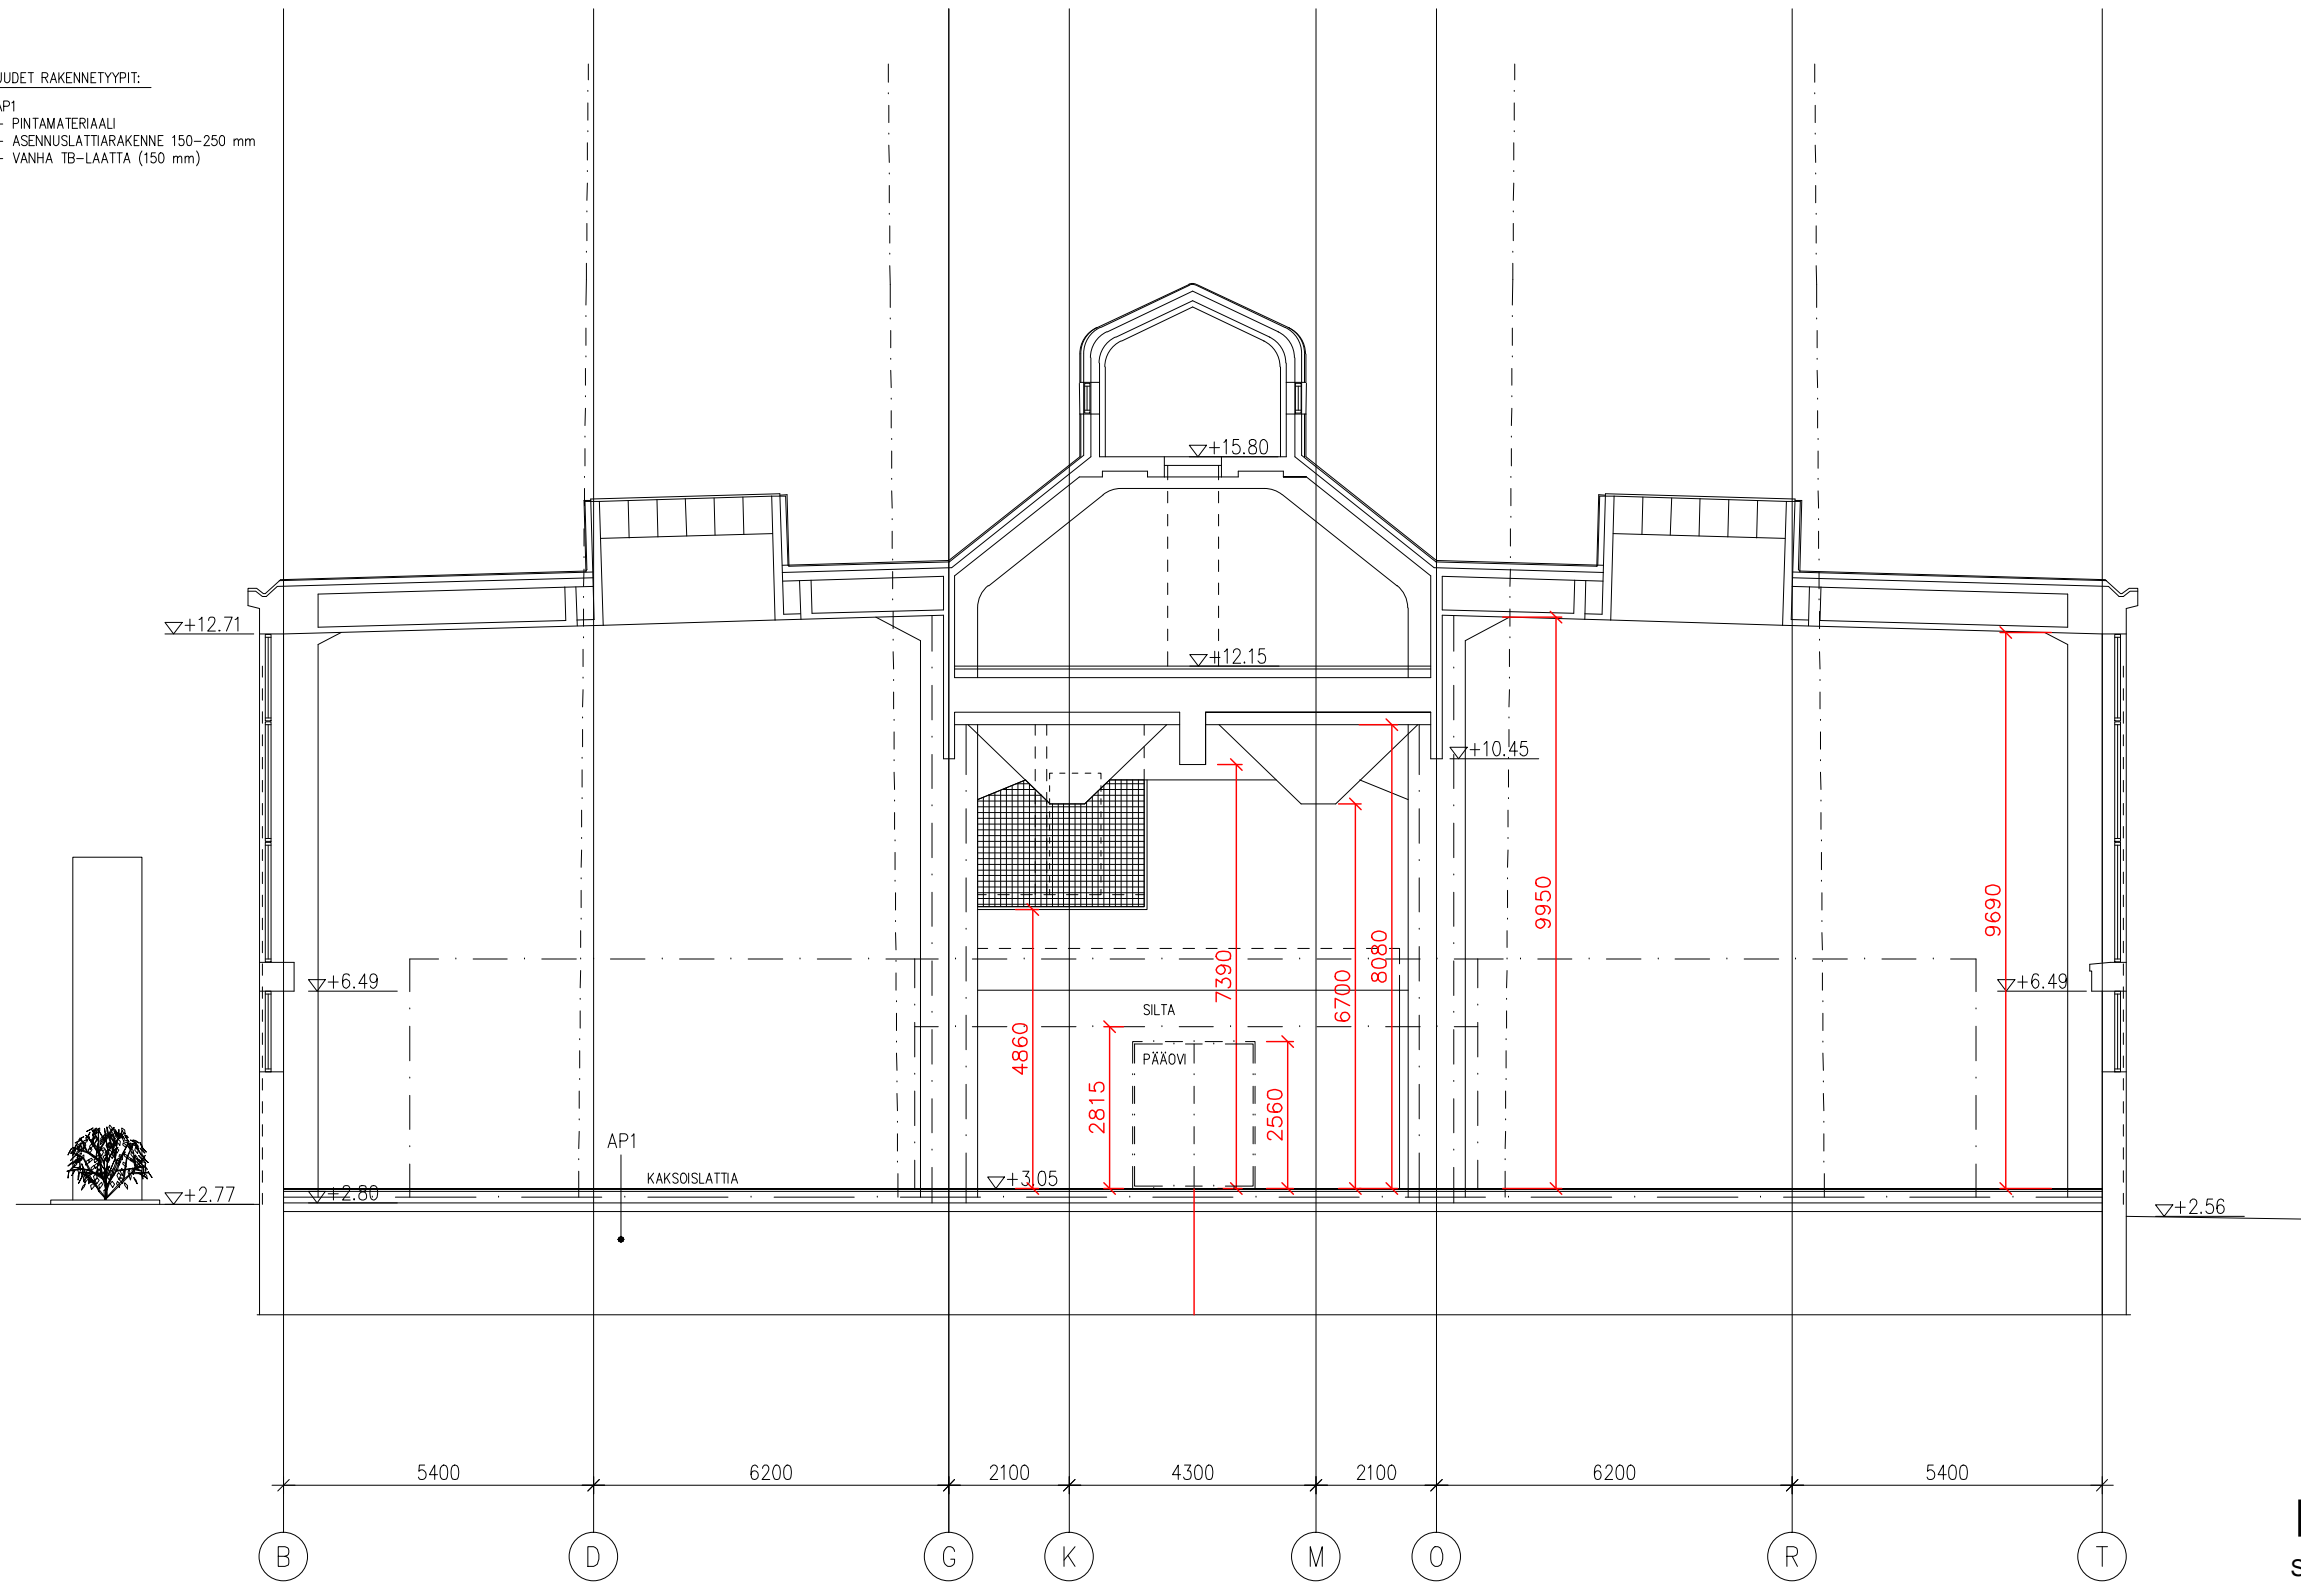 UUDET RAKENNETYYPIT:
AP1
- PINTAMATERIAALI
- ASENNUSLATTIARAKENNE 150-250 mm
- VANHA TB-LAATTA (150 mm)
+15.80
+12.71
+12.15
+10.45
9950
9690
8080
7390
6700
+6.49
+6.49
SILTA
4860
PÄÄOVI
2815
2560
AP1
KAKSOISLATTIA
+3.05
+2.77
+2.80
+2.56
5400 6200 2100 4300 2100 6200 5400
B D G K M O R T